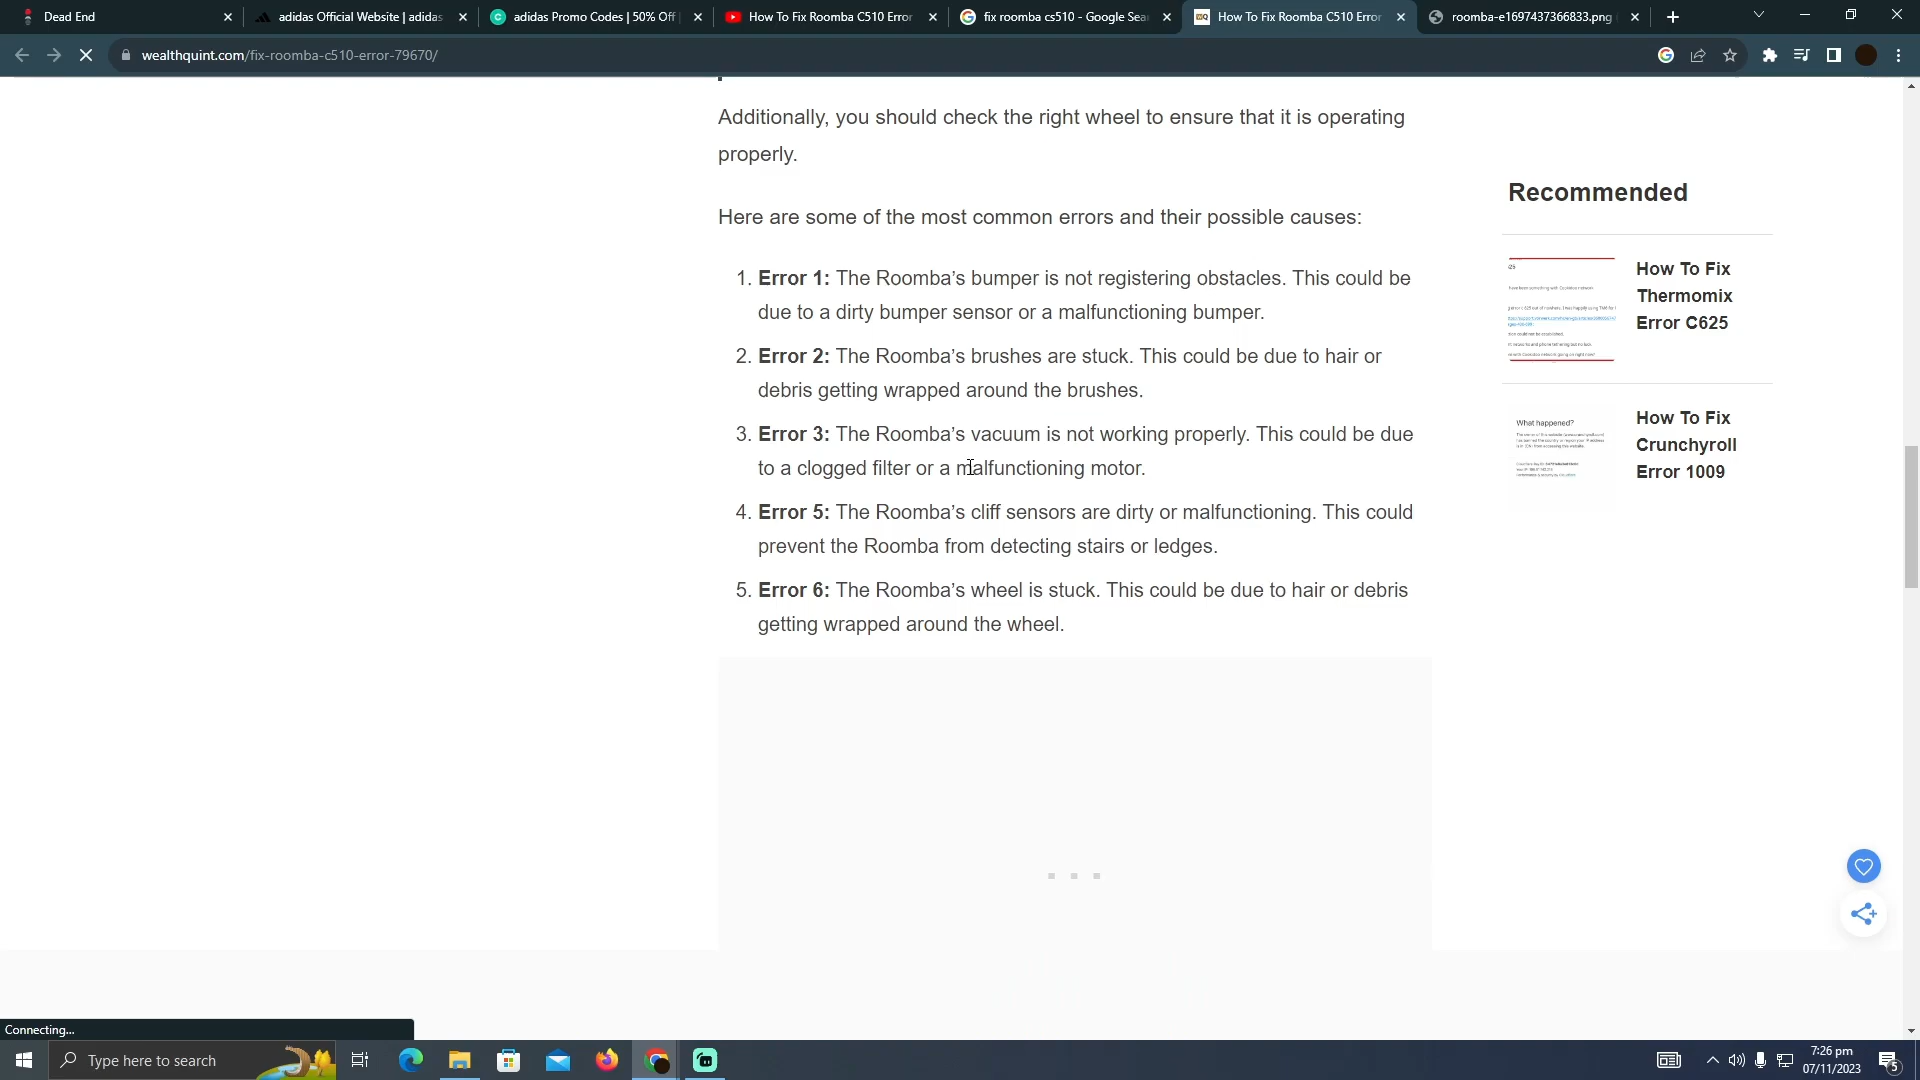 Dead End
adidas Official Website | adidas
adidas Promo Codes | 50% Off
How To Fix Roomba C510 Error
fix roomba cs510 - Google Sea
How To Fix Roomba C510 Error
roomba-e1697437366833.png
wealthquint.com/fix-roomba-c510-error-79670/
Additionally, you should check the right wheel to ensure that it is operating
properly.
Here are some of the most common errors and their possible causes:
1. Error 1: The Roomba’s bumper is not registering obstacles. This could be
due to a dirty bumper sensor or a malfunctioning bumper.
2. Error 2: The Roomba’s brushes are stuck. This could be due to hair or
debris getting wrapped around the brushes.
3. Error 3: The Roomba’s vacuum is not working properly. This could be due
to a clogged filter or a malfunctioning motor.
4. Error 5: The Roomba’s cliff sensors are dirty or malfunctioning. This could
prevent the Roomba from detecting stairs or ledges.
5. Error 6: The Roomba’s wheel is stuck. This could be due to hair or debris
getting wrapped around the wheel.
Recommended
How To Fix
Thermomix
Error C625
What happened?
How To Fix
Crunchyroll
Error 1009
Connecting...
Type here to search
7:26 pm
07/11/2023
5